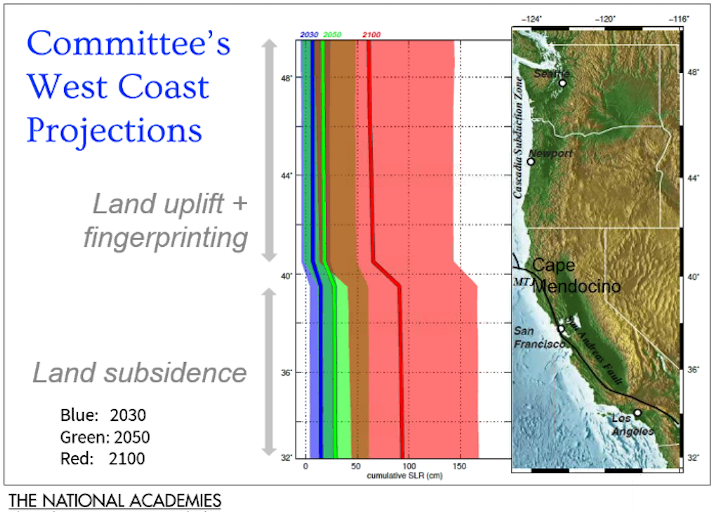 Committee's
West Coast
Projections
Land uplift +
fingerprinting
Land subsidence
Blue: 2030
Green: 2050
Red: 2100
2030 2050 2100
48°
44°
40°
36°
32°
0 50 100 150
cumulative SLR (cm)
-124° -120° -116°
48°
44°
40°
36°
32°
Seattle
Cascadia Subduction Zone
Newport
Cape
Mendocino
MTJ
San
Francisco
San Andreas Fault
Los
Angeles
THE NATIONAL ACADEMIES